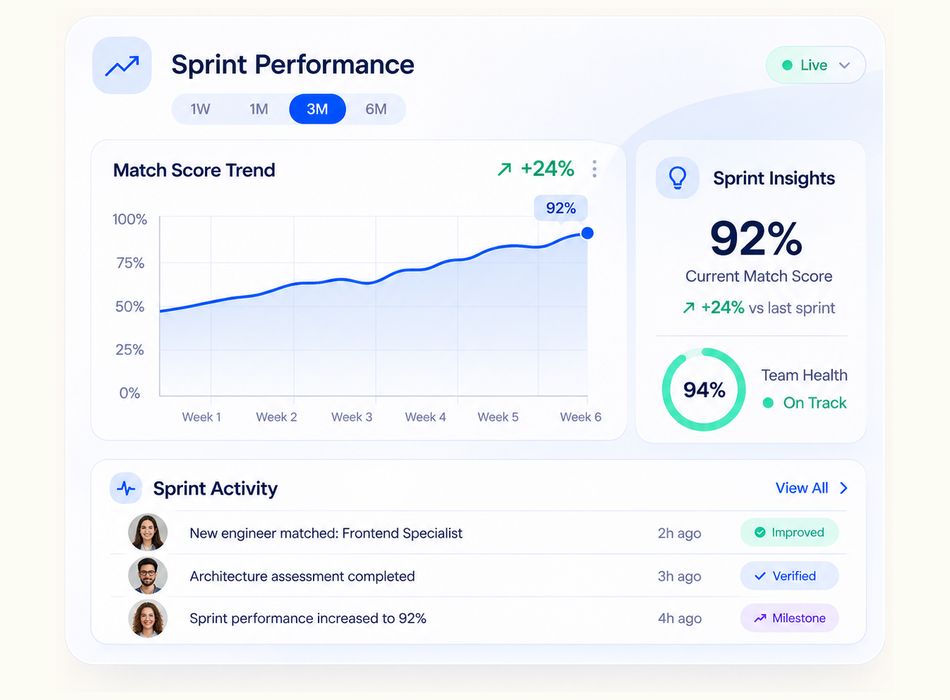 Sprint Performance
Live
1W 1M 3M 6M
Match Score Trend
+24%
92%
100%
75%
50%
25%
0%
Week 1 Week 2 Week 3 Week 4 Week 5 Week 6
Sprint Insights
92%
Current Match Score
+24% vs last sprint
94%
Team Health
On Track
Sprint Activity
View All
New engineer matched: Frontend Specialist 2h ago Improved
Architecture assessment completed 3h ago Verified
Sprint performance increased to 92% 4h ago Milestone